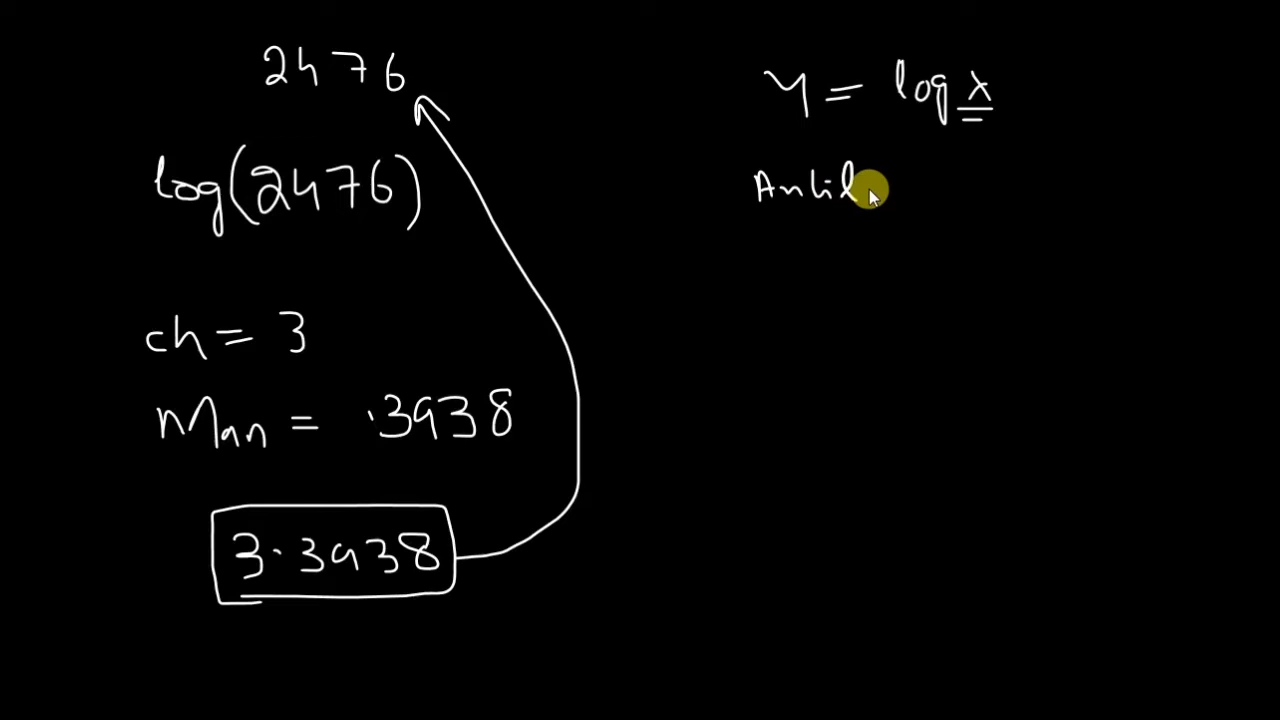 2476
log(2476)
ch = 3
Man = .3938
3.3938
y = log x
Antil